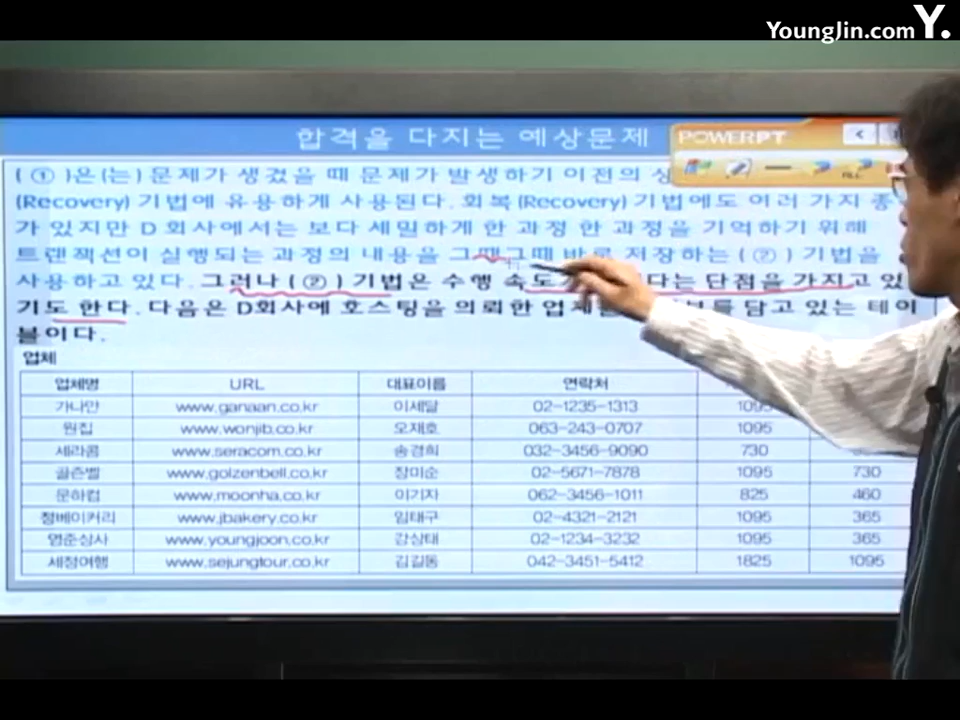 YoungJin.com Y.
합격을 다지는 예상문제
POWERPT
( ① )은(는) 문제가 생겼을 때 문제가 발생하기 이전의
(Recovery) 기법에 유용하게 사용된다. 회복(Recovery) 기법에도 여러 가지 종
가 있지만 D 회사에서는 보다 세밀하게 한 과정 한 과정을 기억하기 위해
트랜잭션이 실행되는 과정의 내용을 그때그때 바로 저장하는 ( ② ) 기법을
사용하고 있다. 그러나 ( ② ) 기법은 수행 속도 다는 단점을 가지고 있
기도 한다. 다음은 D회사에 호스팅을 의뢰한 업체 를 담고 있는 테이
블이다.
업체
업체명 URL 대표이름 연락처
가나안 www.ganaan.co.kr 이세달 02-1235-1313 1095
원집 www.wonjib.co.kr 오재호 063-243-0707 1095
세라콤 www.seracom.co.kr 송경희 032-3456-9090 730
골즌벨 www.golzenbell.co.kr 장미순 02-5671-7878 1095 730
문하컴 www.moonha.co.kr 이기자 062-3456-1011 825 460
정베이커리 www.jbakery.co.kr 임태구 02-4321-2121 1095 365
영준상사 www.youngjoon.co.kr 강상태 02-1234-3232 1095 365
세정여행 www.sejungtour.co.kr 김길동 042-3451-5412 1825 1095